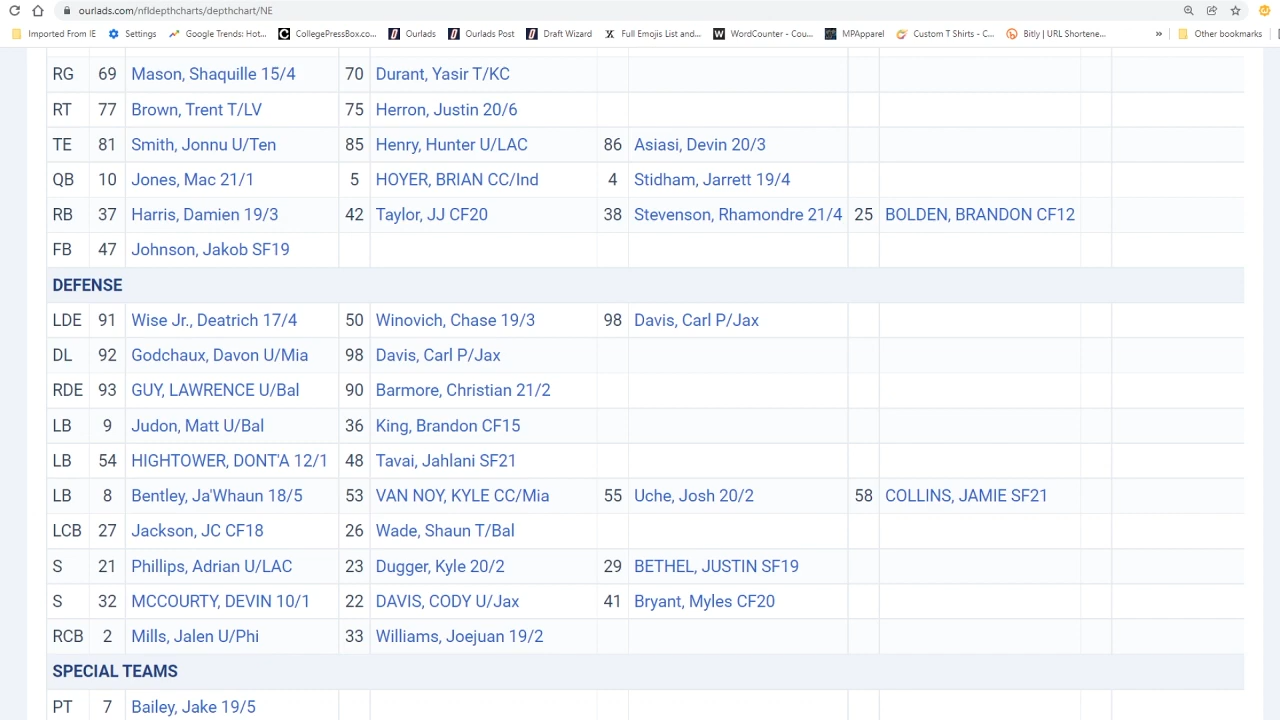 ourlads.com/nfldepthcharts/depthchart/NE
Imported From IE Settings Google Trends: Hot... CollegePressBox.co... Ourlads Ourlads Post Draft Wizard Full Emojis List and... WordCounter - Cou... MPApparel Custom T Shirts - C... Bitly | URL Shortene... » Other bookmarks
RG 69 Mason, Shaquille 15/4 70 Durant, Yasir T/KC
RT 77 Brown, Trent T/LV 75 Herron, Justin 20/6
TE 81 Smith, Jonnu U/Ten 85 Henry, Hunter U/LAC 86 Asiasi, Devin 20/3
QB 10 Jones, Mac 21/1 5 HOYER, BRIAN CC/Ind 4 Stidham, Jarrett 19/4
RB 37 Harris, Damien 19/3 42 Taylor, JJ CF20 38 Stevenson, Rhamondre 21/4 25 BOLDEN, BRANDON CF12
FB 47 Johnson, Jakob SF19
DEFENSE
LDE 91 Wise Jr., Deatrich 17/4 50 Winovich, Chase 19/3 98 Davis, Carl P/Jax
DL 92 Godchaux, Davon U/Mia 98 Davis, Carl P/Jax
RDE 93 GUY, LAWRENCE U/Bal 90 Barmore, Christian 21/2
LB 9 Judon, Matt U/Bal 36 King, Brandon CF15
LB 54 HIGHTOWER, DONT'A 12/1 48 Tavai, Jahlani SF21
LB 8 Bentley, Ja'Whaun 18/5 53 VAN NOY, KYLE CC/Mia 55 Uche, Josh 20/2 58 COLLINS, JAMIE SF21
LCB 27 Jackson, JC CF18 26 Wade, Shaun T/Bal
S 21 Phillips, Adrian U/LAC 23 Dugger, Kyle 20/2 29 BETHEL, JUSTIN SF19
S 32 MCCOURTY, DEVIN 10/1 22 DAVIS, CODY U/Jax 41 Bryant, Myles CF20
RCB 2 Mills, Jalen U/Phi 33 Williams, Joejuan 19/2
SPECIAL TEAMS
PT 7 Bailey, Jake 19/5